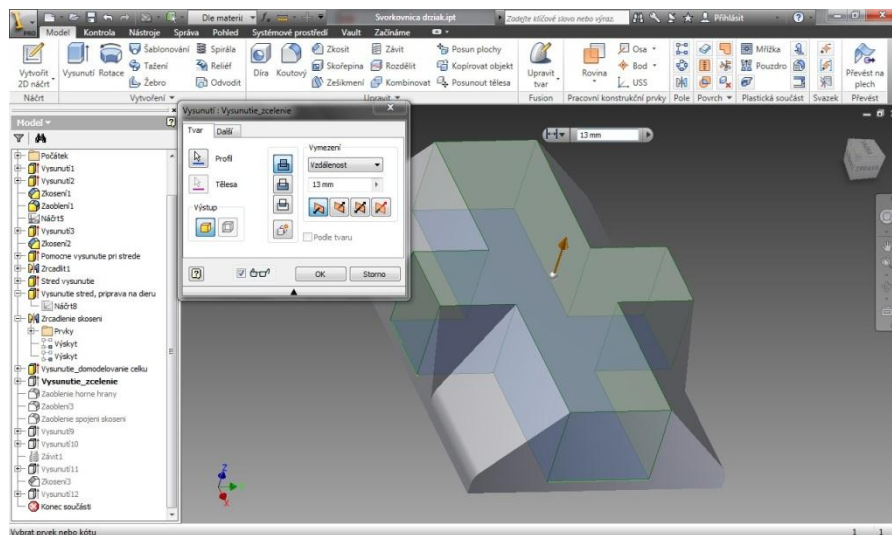 PRO
Die materii
Svorkovnica drziak.ipt
Zadejte klíčové slovo nebo výraz.
Přihlásit
Model Kontrola Nástroje Správa Pohled Systémové prostředí Vault Začínáme
Vytvořit 2D náčrt
Vysunutí
Rotace
Šablonování
Tažení
Žebro
Spirála
Reliéf
Odvodit
Díra
Koutový
Zkosit
Skořepina
Zešikmení
Závit
Rozdělit
Kombinovat
Posun plochy
Kopírovat objekt
Posunout tělesa
Upravit tvar
Rovina
Osa
Bod
USS
Mřížka
Pouzdro
Převést na plech
Náčrt
Vytvoření
Upravit
Fusion
Pracovní konstrukční prvky
Pole
Povrch
Plastická součást
Svazek
Převést
Model
Vysunutí : Vysunutie_zcelenie
Tvar
Další
Profil
Tělesa
Výstup
Vymezení
Vzdálenost
13 mm
Podle tvaru
OK
Storno
13 mm
Počátek
Vysunutí1
Vysunutí2
Zkosení1
Zaoblení1
Náčrt5
Vysunutí3
Zkosení2
Pomocne vysunutie pri strede
Zrcadlit1
Stred vysunutie
Vysunutie stred, priprava na dieru
Náčrt8
Zrcadlenie skoseni
Prvky
Výskyt
Výskyt
Vysunutie_domodelovanie celku
Vysunutie_zcelenie
Zaoblenie horne hrany
Zaoblení3
Zaoblenie spojeni skoseni
Vysunutí9
Vysunutí10
Závit1
Vysunutí11
Zkosení3
Vysunutí12
Konec součásti
Z
X
Vybrat prvek nebo kótu
1 1